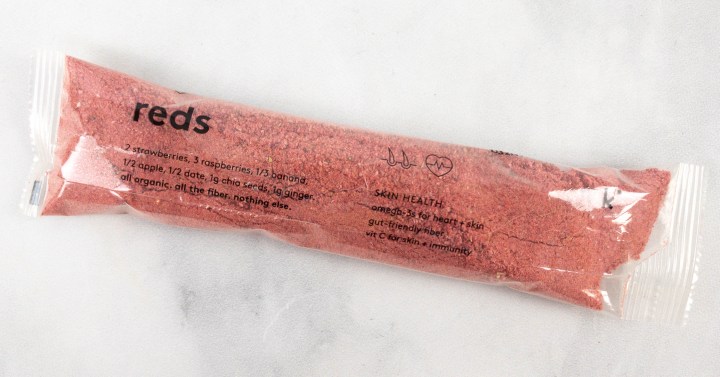 reds
2 strawberries, 3 raspberries, 1/3 banana,
1/2 apple, 1/2 date, 1g chia seeds, 1g ginger.
all organic. all the fiber. nothing else.
SKIN HEALTH
omega-3s for heart + skin
gut-friendly fiber
vit C for skin + immunity
k